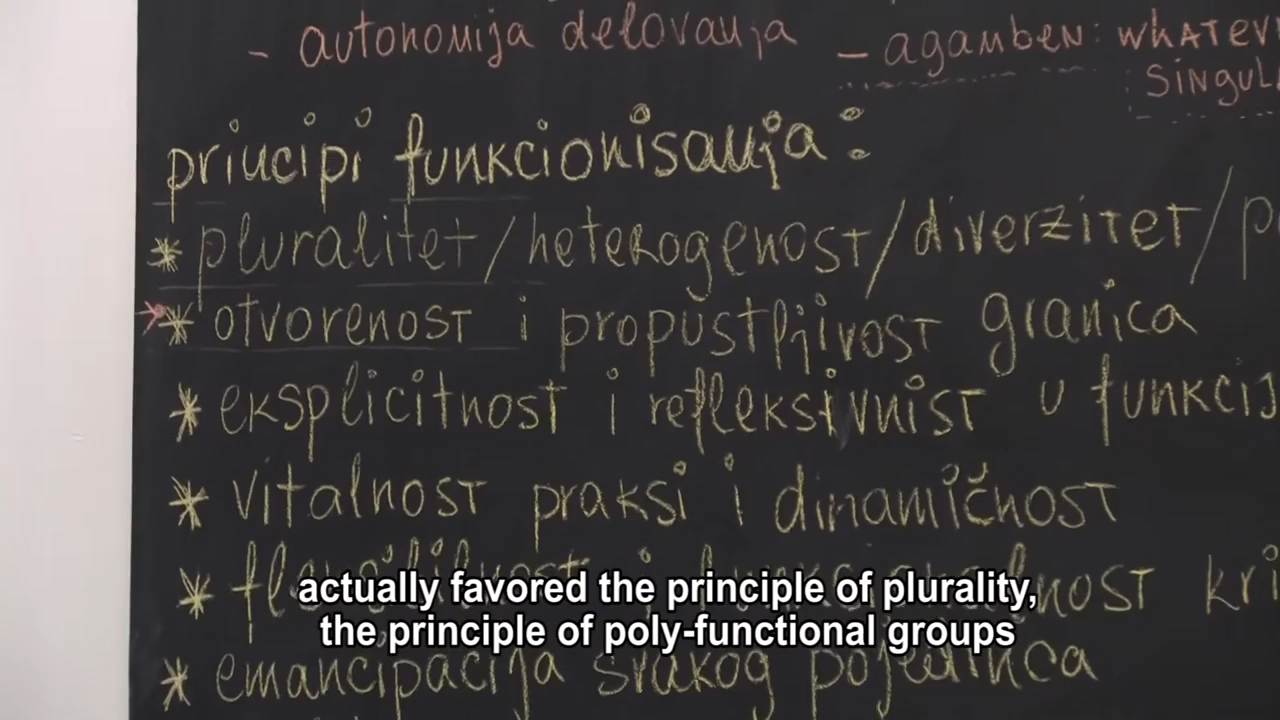 - autonomija delovanja - agamben: WHATEV
SINGUL
principi funkcionisanja:
* pluralitet/heterogenost/diverzitet/p
* otvorenost i propustljivost granica
* eksplicitnost i refleksivnist u funkcij
* vitalnost praksi i dinamičnost
* i kri
actually favored the principle of plurality,
the principle of poly-functional groups
* emancipacija svakog pojedinca